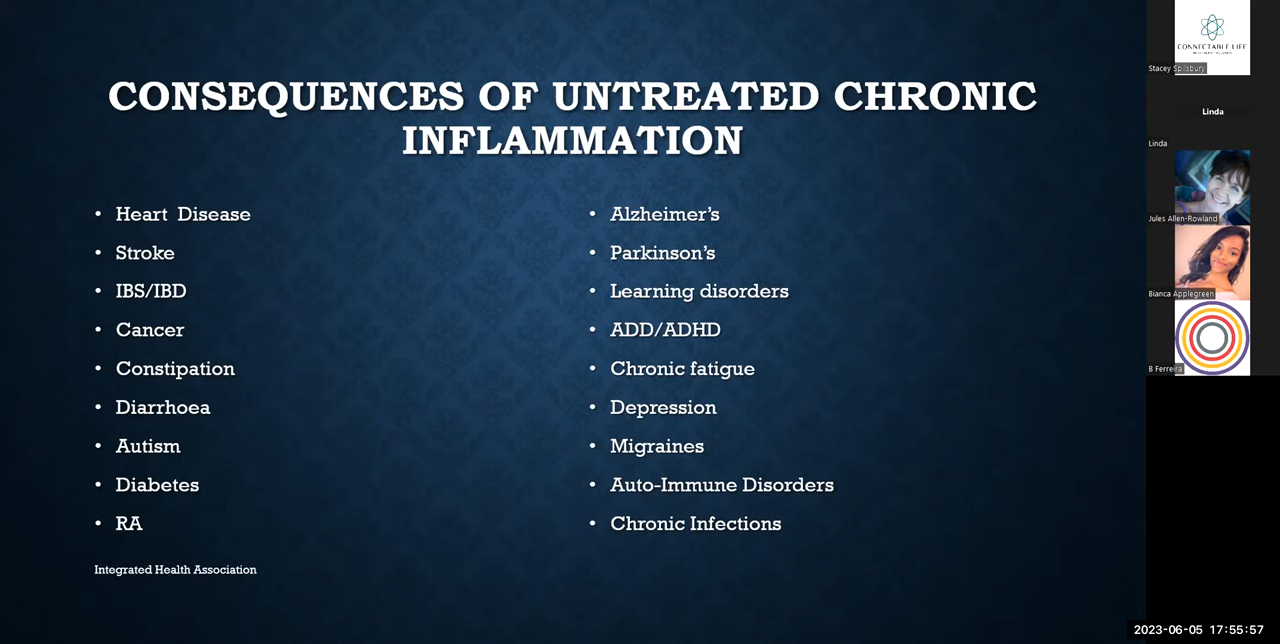 CONSEQUENCES OF UNTREATED CHRONIC
INFLAMMATION
• Heart Disease
• Stroke
• IBS/IBD
• Cancer
• Constipation
• Diarrhoea
• Autism
• Diabetes
• RA
Integrated Health Association
• Alzheimer’s
• Parkinson’s
• Learning disorders
• ADD/ADHD
• Chronic fatigue
• Depression
• Migraines
• Auto-Immune Disorders
• Chronic Infections
CONNECTABLE LIFE
Stacey Spilsbury
Linda
Linda
Jules Allen-Rowland
Bianca Applegreen
B Ferreira
2023-06-05 17:55:57